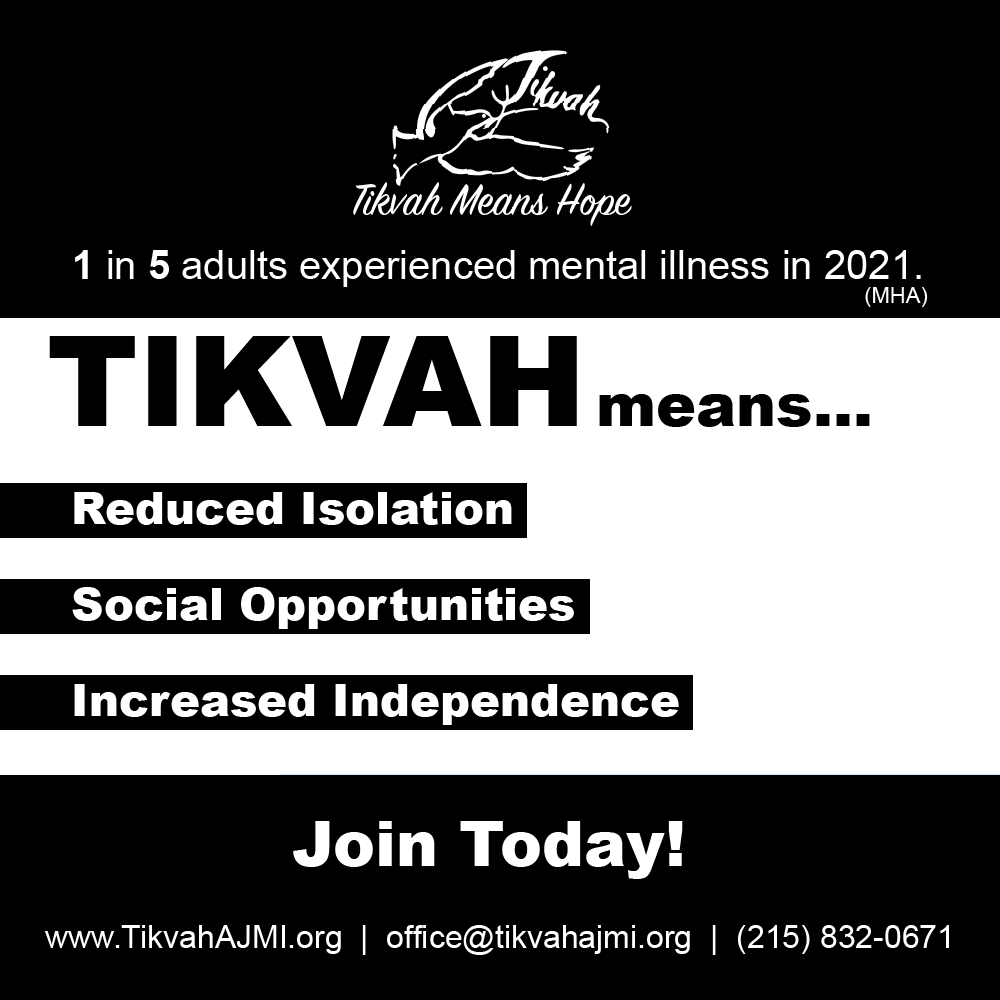 Tikvah
Tikvah Means Hope
1 in 5 adults experienced mental illness in 2021.
(MHA)
TIKVAH means...
Reduced Isolation
Social Opportunities
Increased Independence
Join Today!
www.TikvahAJMI.org | office@tikvahajmi.org | (215) 832-0671